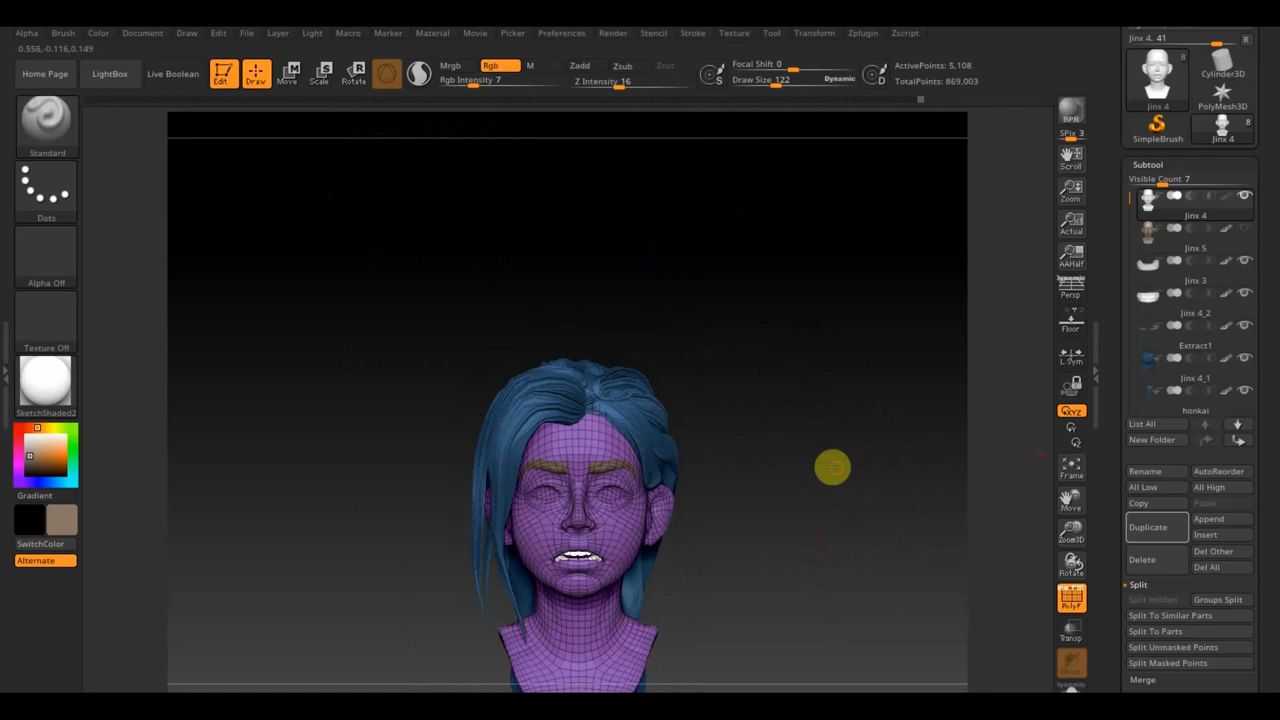 Alpha Brush Color Document Draw Edit File Layer Light Macro Marker Material Movie Picker Preferences Render Stencil Stroke Texture Tool Transform Zplugin Zscript
0.556,-0.116,0.149
Home Page LightBox Live Boolean Edit Draw Move Scale Rotate
Mrgb Rgb M Zadd Zsub Zcut
Rgb Intensity 7 Z Intensity 16
Focal Shift 0
Draw Size 122 Dynamic
S
D
ActivePoints: 5,108
TotalPoints: 869,003
Standard
Dots
Alpha Off
Texture Off
SketchShaded2
Gradient
SwitchColor
Alternate
BPR
SPix 3
Scroll
Zoom
Actual
AAHalf
Dynamic
Persp
Floor
L.Sym
XYZ
Y
Z
Frame
Move
Zoom3D
Rotate
PolyF
Transp
Dynamic
Jinx 4. 41 R
8
Jinx 4
Cylinder3D
PolyMesh3D
SimpleBrush
8
Jinx 4
Subtool
Visible Count 7
Jinx 4
Jinx 5
Jinx 3
Jinx 4_2
Extract1
Jinx 4_1
honkai
List All
New Folder
Rename AutoReorder
All Low All High
Copy Paste
Duplicate Append
Insert
Delete Del Other
Del All
Split
Split Hidden Groups Split
Split To Similar Parts
Split To Parts
Split Unmasked Points
Split Masked Points
Merge